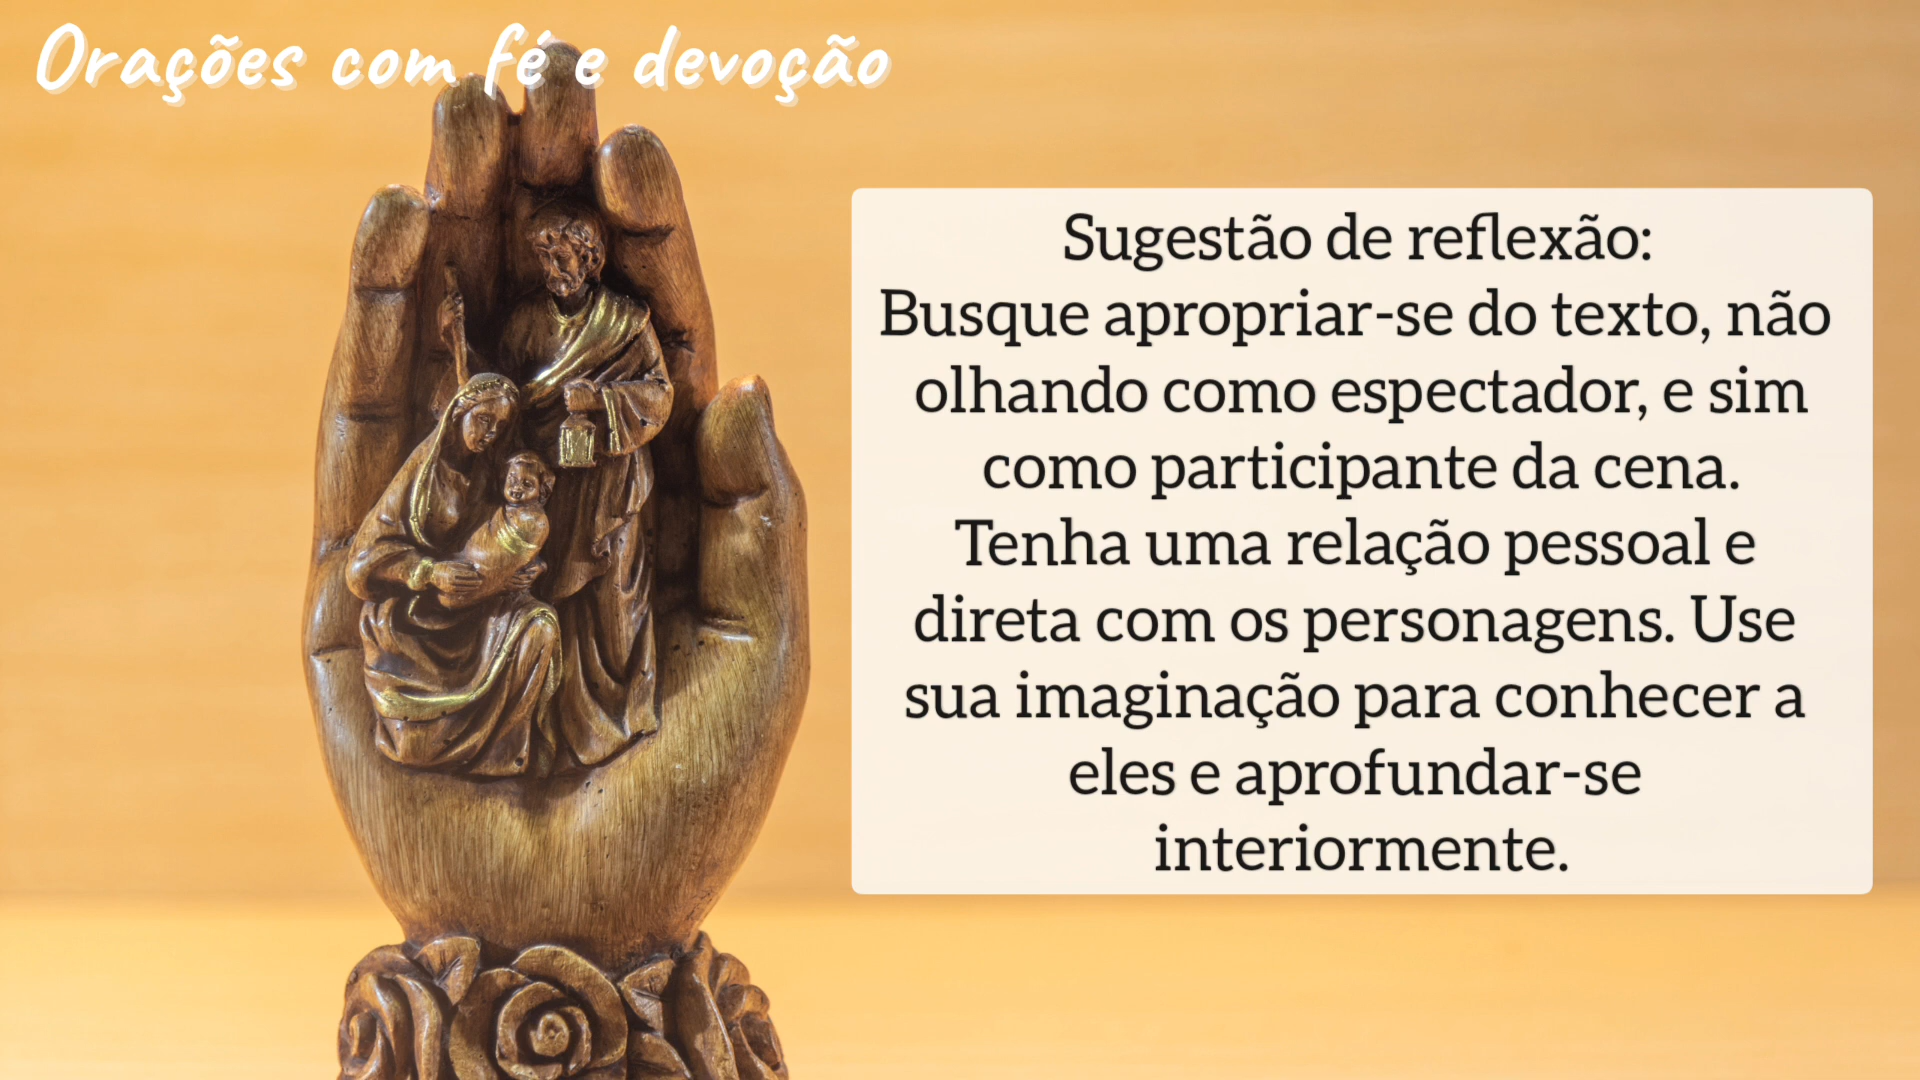 Orações com fé e devoção
Sugestão de reflexão:
Busque apropriar-se do texto, não
olhando como espectador, e sim
como participante da cena.
Tenha uma relação pessoal e
direta com os personagens. Use
sua imaginação para conhecer a
eles e aprofundar-se
interiormente.